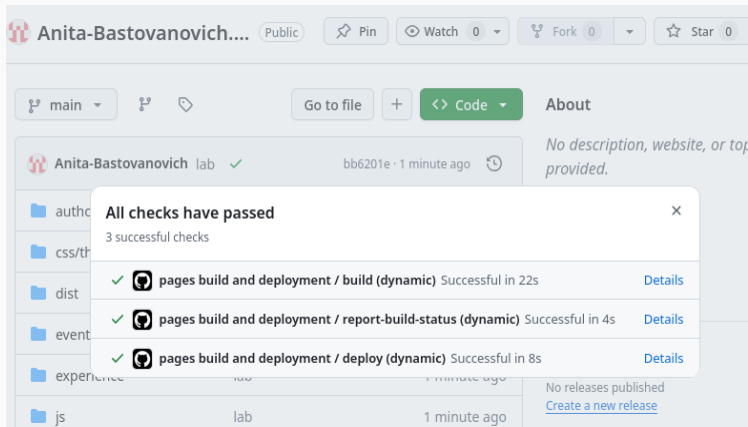 Anita-Bastovanovich.... Public Pin Watch 0 Fork 0 Star 0
main Go to file + Code About
No description, website, or top
provided.
Anita-Bastovanovich lab bb6201e · 1 minute ago
All checks have passed
3 successful checks
pages build and deployment / build (dynamic) Successful in 22s Details
pages build and deployment / report-build-status (dynamic) Successful in 4s Details
pages build and deployment / deploy (dynamic) Successful in 8s Details
autho
css/th
dist
event
experience lab 1 minute ago
js lab 1 minute ago
No releases published
Create a new release